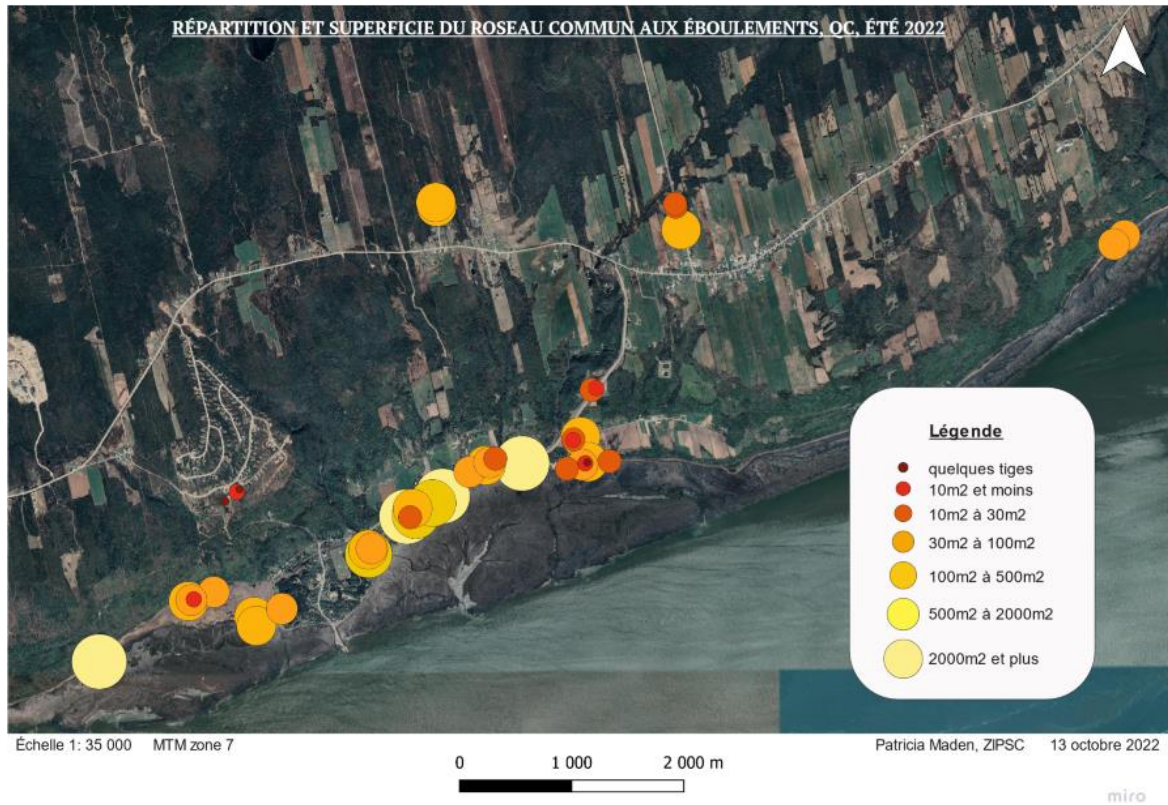 RÉPARTITION ET SUPERFICIE DU ROSEAU COMMUN AUX ÉBOULEMENTS, QC, ÉTÉ 2022
Légende
quelques tiges
10m2 et moins
10m2 à 30m2
30m2 à 100m2
100m2 à 500m2
500m2 à 2000m2
2000m2 et plus
Échelle 1: 35 000 MTM zone 7 Patricia Maden, ZIPSC 13 octobre 2022
0 1 000 2 000 m
miro